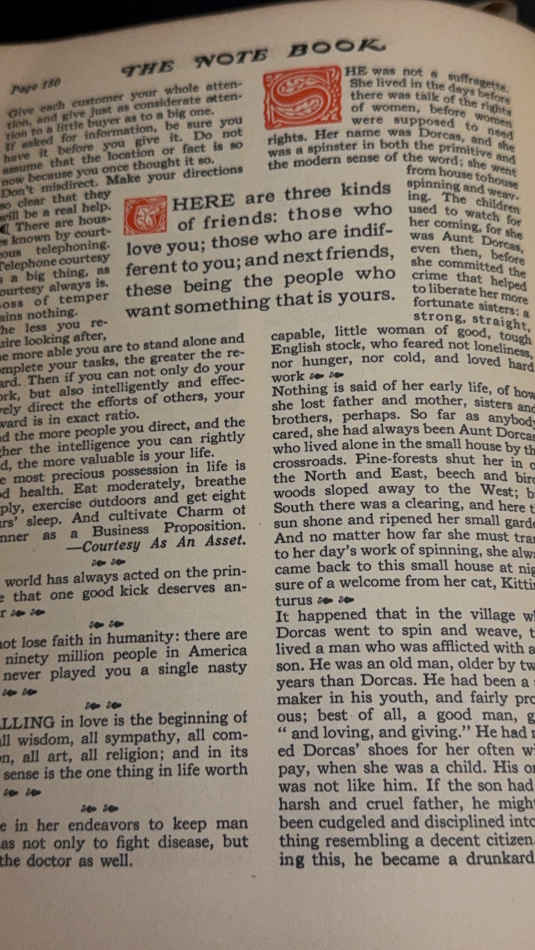 Page 180
THE NOTE BOOK
Give each customer your whole atten-
tion, and give just as considerate atten-
tion to a little buyer as to a big one.
If asked for information, be sure you
have it before you give it. Do not
assume that the location or fact is so
now because you once thought it so.
Don't misdirect. Make your directions
so clear that they
will be a real help.
¶ There are hous-
es known by court-
eous telephoning.
Telephone courtesy
is a big thing, as
courtesy always is.
Loss of temper
gains nothing.
The less you re-
quire looking after,
the more able you are to stand alone and
complete your tasks, the greater the re-
ward. Then if you can not only do your
work, but also intelligently and effec-
tively direct the efforts of others, your
reward is in exact ratio.
and the more people you direct, and the
higher the intelligence you can rightly
, the more valuable is your life.
most precious possession in life is
good health. Eat moderately, breathe
deeply, exercise outdoors and get eight
hours' sleep. And cultivate Charm of
Manner as a Business Proposition.
—Courtesy As An Asset.
world has always acted on the prin-
that one good kick deserves an-
not lose faith in humanity: there are
ninety million people in America
never played you a single nasty
FALLING in love is the beginning of
all wisdom, all sympathy, all com-
all art, all religion; and in its
sense is the one thing in life worth
in her endeavors to keep man
has not only to fight disease, but
the doctor as well.
THERE are three kinds
of friends: those who
love you; those who are indif-
ferent to you; and next friends,
these being the people who
want something that is yours.
SHE was not a suffragette.
She lived in the days before
there was talk of the rights
of women, before women
were supposed to need
rights. Her name was Dorcas, and she
was a spinster in both the primitive and
the modern sense of the word; she went
from house to house
spinning and weav-
ing. The children
used to watch for
her coming, for she
was Aunt Dorcas,
even then, before
she committed the
crime that helped
to liberate her more
fortunate sisters: a
strong, straight,
capable, little woman of good, tough
English stock, who feared not loneliness,
nor hunger, nor cold, and loved hard
work
Nothing is said of her early life, of how
she lost father and mother, sisters and
brothers, perhaps. So far as anybody
cared, she had always been Aunt Dorcas
who lived alone in the small house by the
crossroads. Pine-forests shut her in
the North and East, beech and birch
woods sloped away to the West; but
South there was a clearing, and here the
sun shone and ripened her small garden
And no matter how far she must travel
to her day's work of spinning, she always
came back to this small house at night
sure of a welcome from her cat, Kittie
turus
It happened that in the village where
Dorcas went to spin and weave, there
lived a man who was afflicted with a
son. He was an old man, older by twenty
years than Dorcas. He had been a
maker in his youth, and fairly
ous; best of all, a good man,
"and loving, and giving." He had
ed Dorcas' shoes for her often without
pay, when she was a child. His
was not like him. If the son had
harsh and cruel father, he might
been cudgeled and disciplined into
thing resembling a decent citizen.
ing this, he became a drunkard